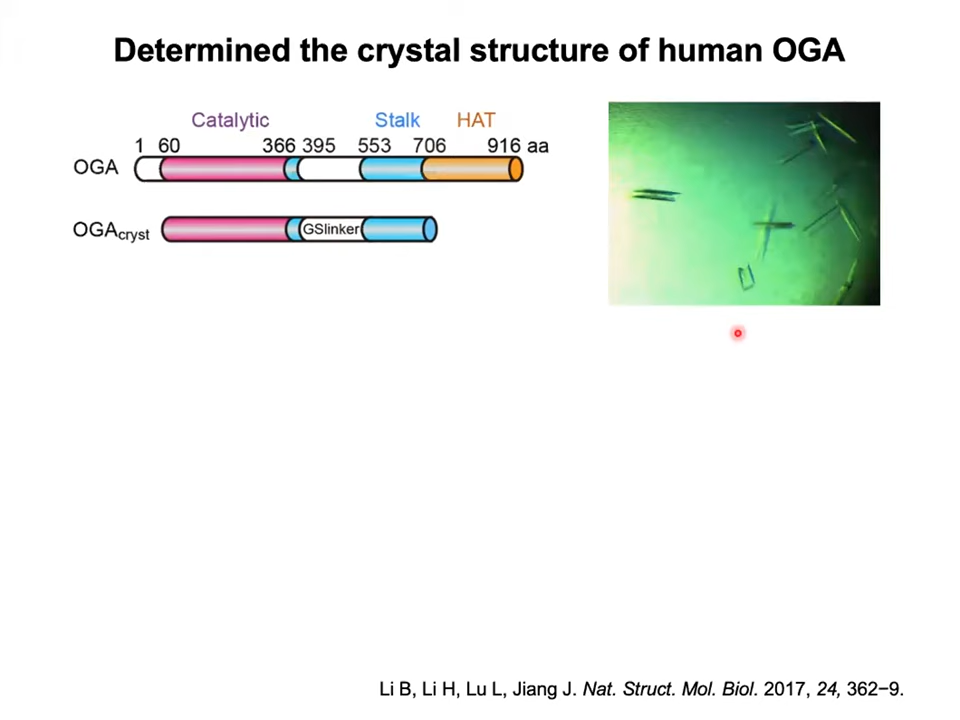 Determined the crystal structure of human OGA
Catalytic Stalk HAT
1 60 366 395 553 706 916 aa
OGA
OGAcryst GSlinker
Li B, Li H, Lu L, Jiang J. Nat. Struct. Mol. Biol. 2017, 24, 362−9.